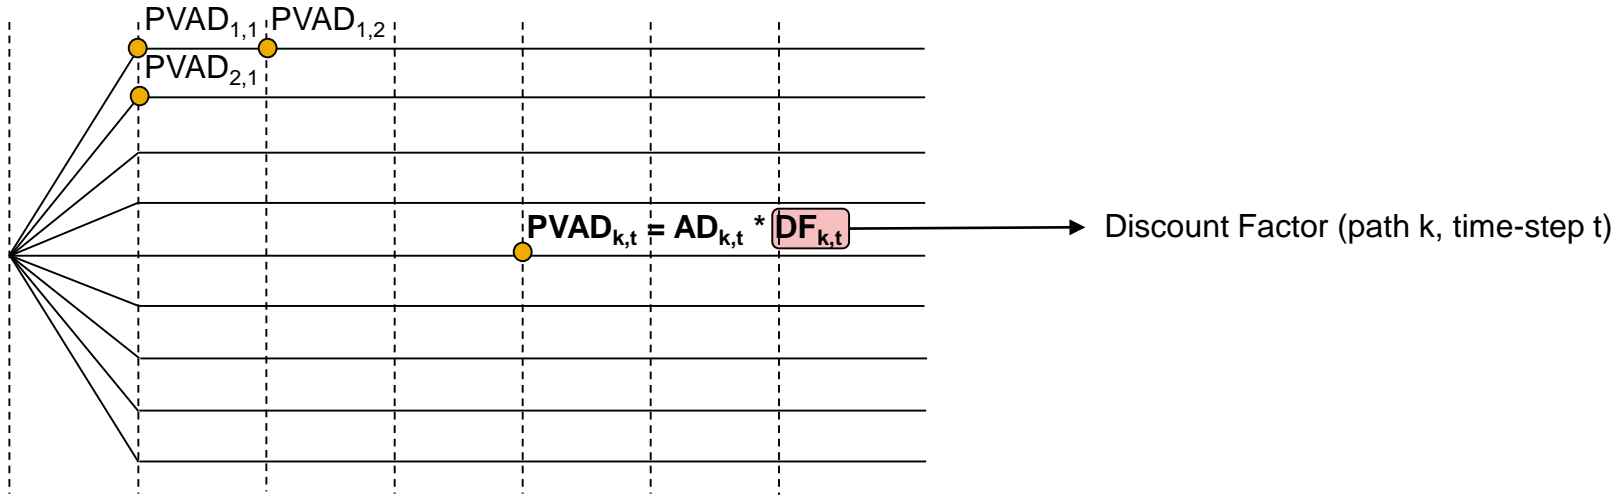 PVAD1,1 PVAD1,2
PVAD2,1
PVADk,t = ADk,t * DFk,t Discount Factor (path k, time-step t)